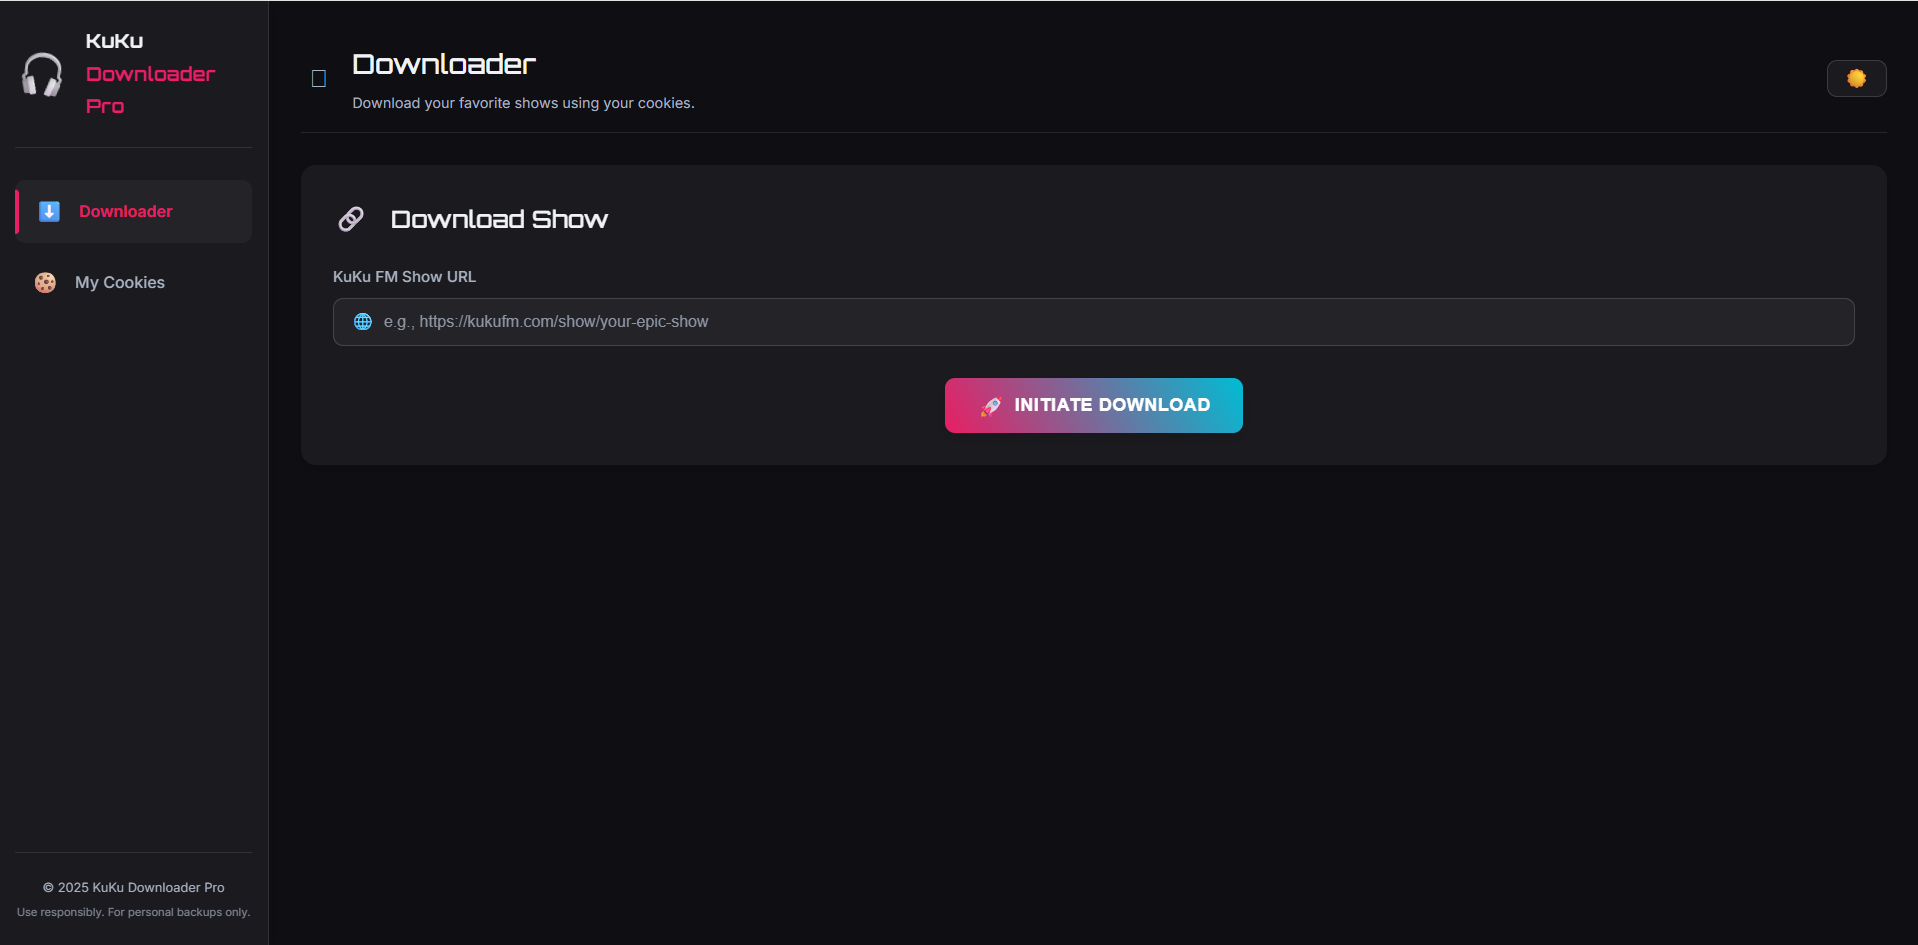 KuKu
Downloader
Pro
Downloader
My Cookies
© 2025 KuKu Downloader Pro
Use responsibly. For personal backups only.
Downloader
Download your favorite shows using your cookies.
Download Show
KuKu FM Show URL
e.g., https://kukufm.com/show/your-epic-show
INITIATE DOWNLOAD